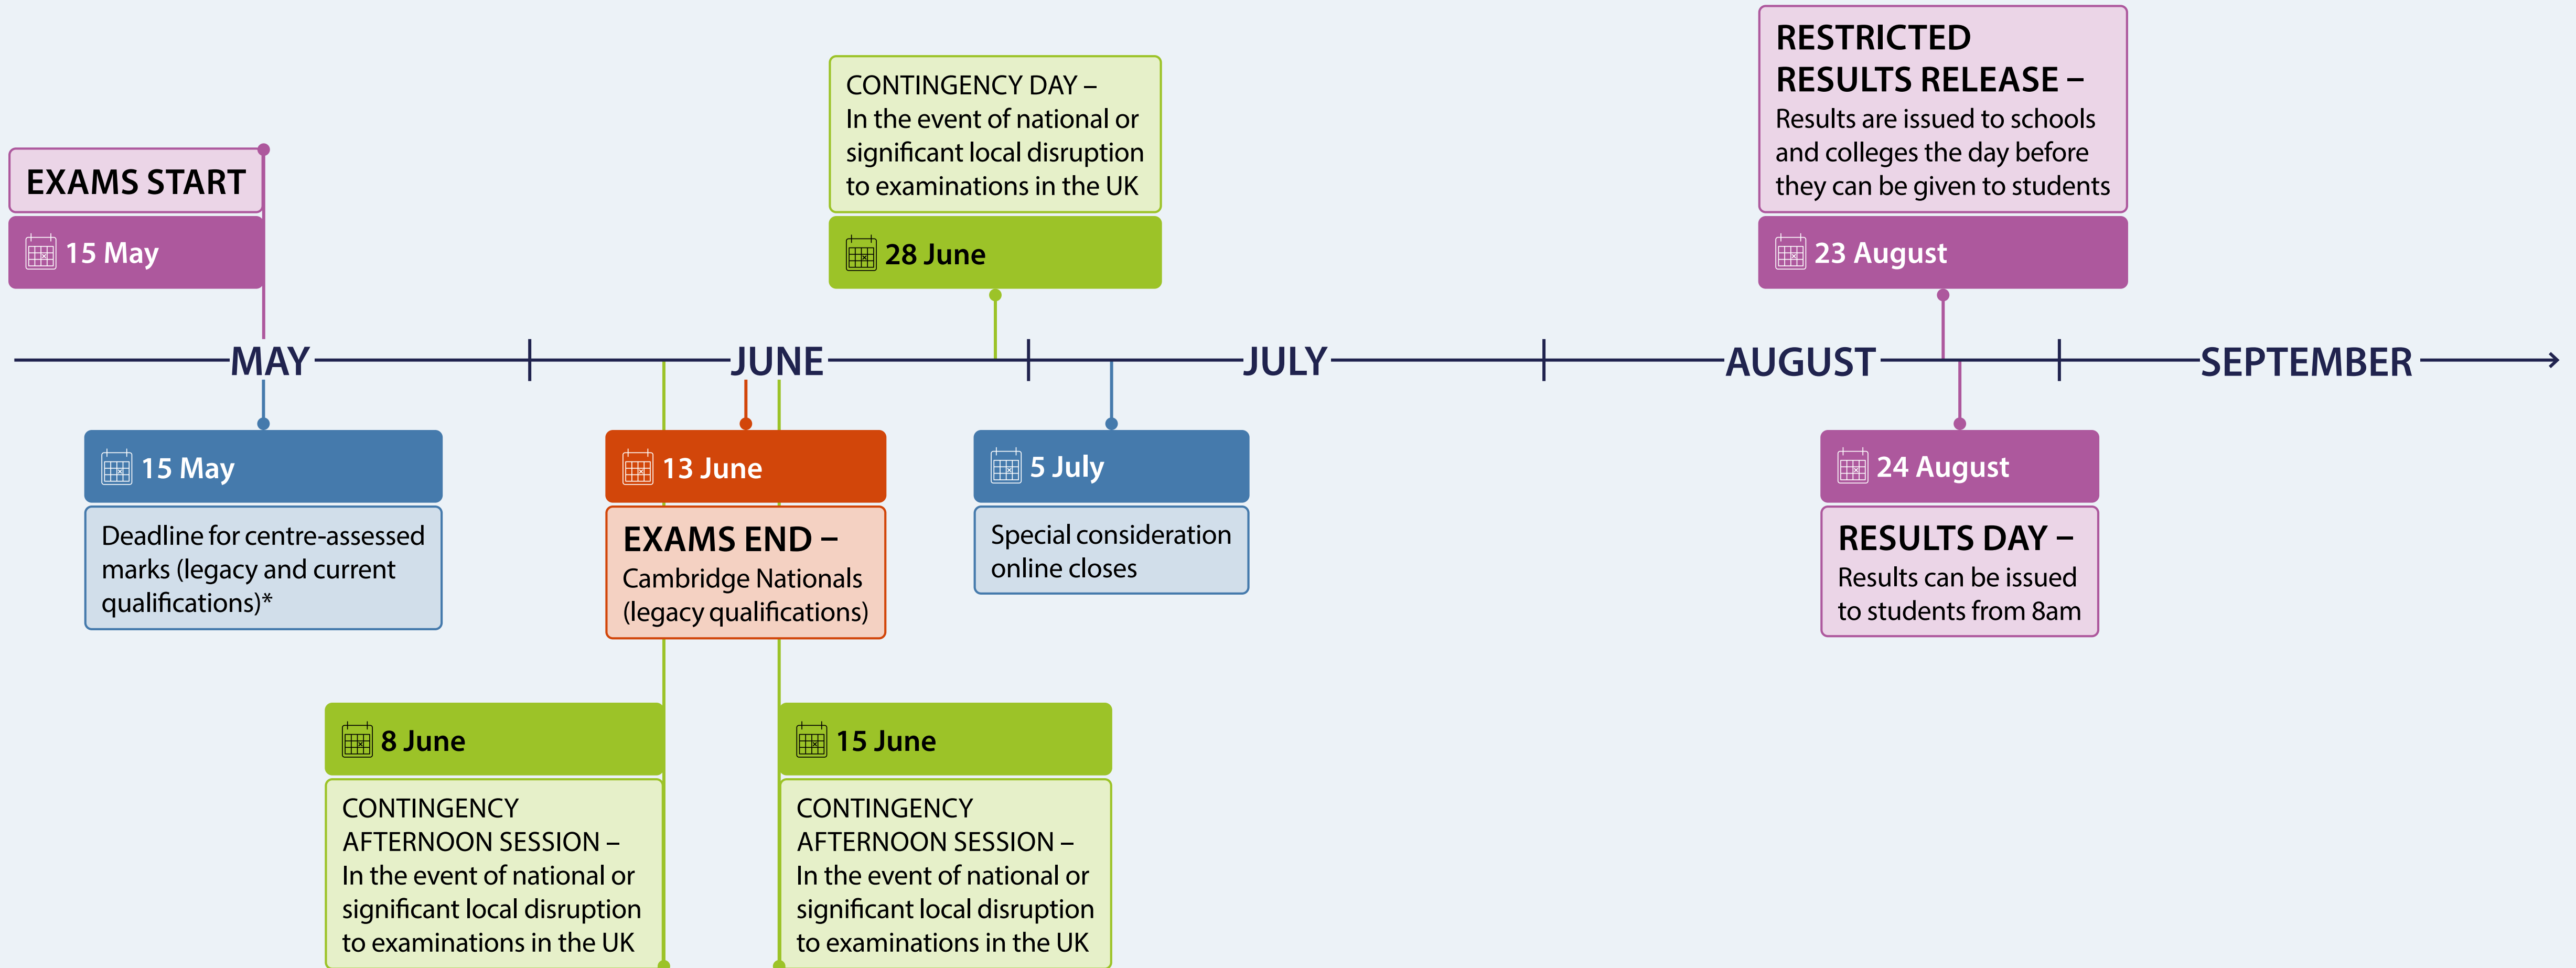 EXAMS START
15 May
CONTINGENCY DAY –
In the event of national or
significant local disruption
to examinations in the UK
28 June
RESTRICTED
RESULTS RELEASE –
Results are issued to schools
and colleges the day before
they can be given to students
23 August
MAY
JUNE
JULY
AUGUST
SEPTEMBER
15 May
Deadline for centre-assessed
marks (legacy and current
qualifications)*
13 June
EXAMS END –
Cambridge Nationals
(legacy qualifications)
5 July
Special consideration
online closes
24 August
RESULTS DAY –
Results can be issued
to students from 8am
8 June
CONTINGENCY
AFTERNOON SESSION –
In the event of national or
significant local disruption
to examinations in the UK
15 June
CONTINGENCY
AFTERNOON SESSION –
In the event of national or
significant local disruption
to examinations in the UK